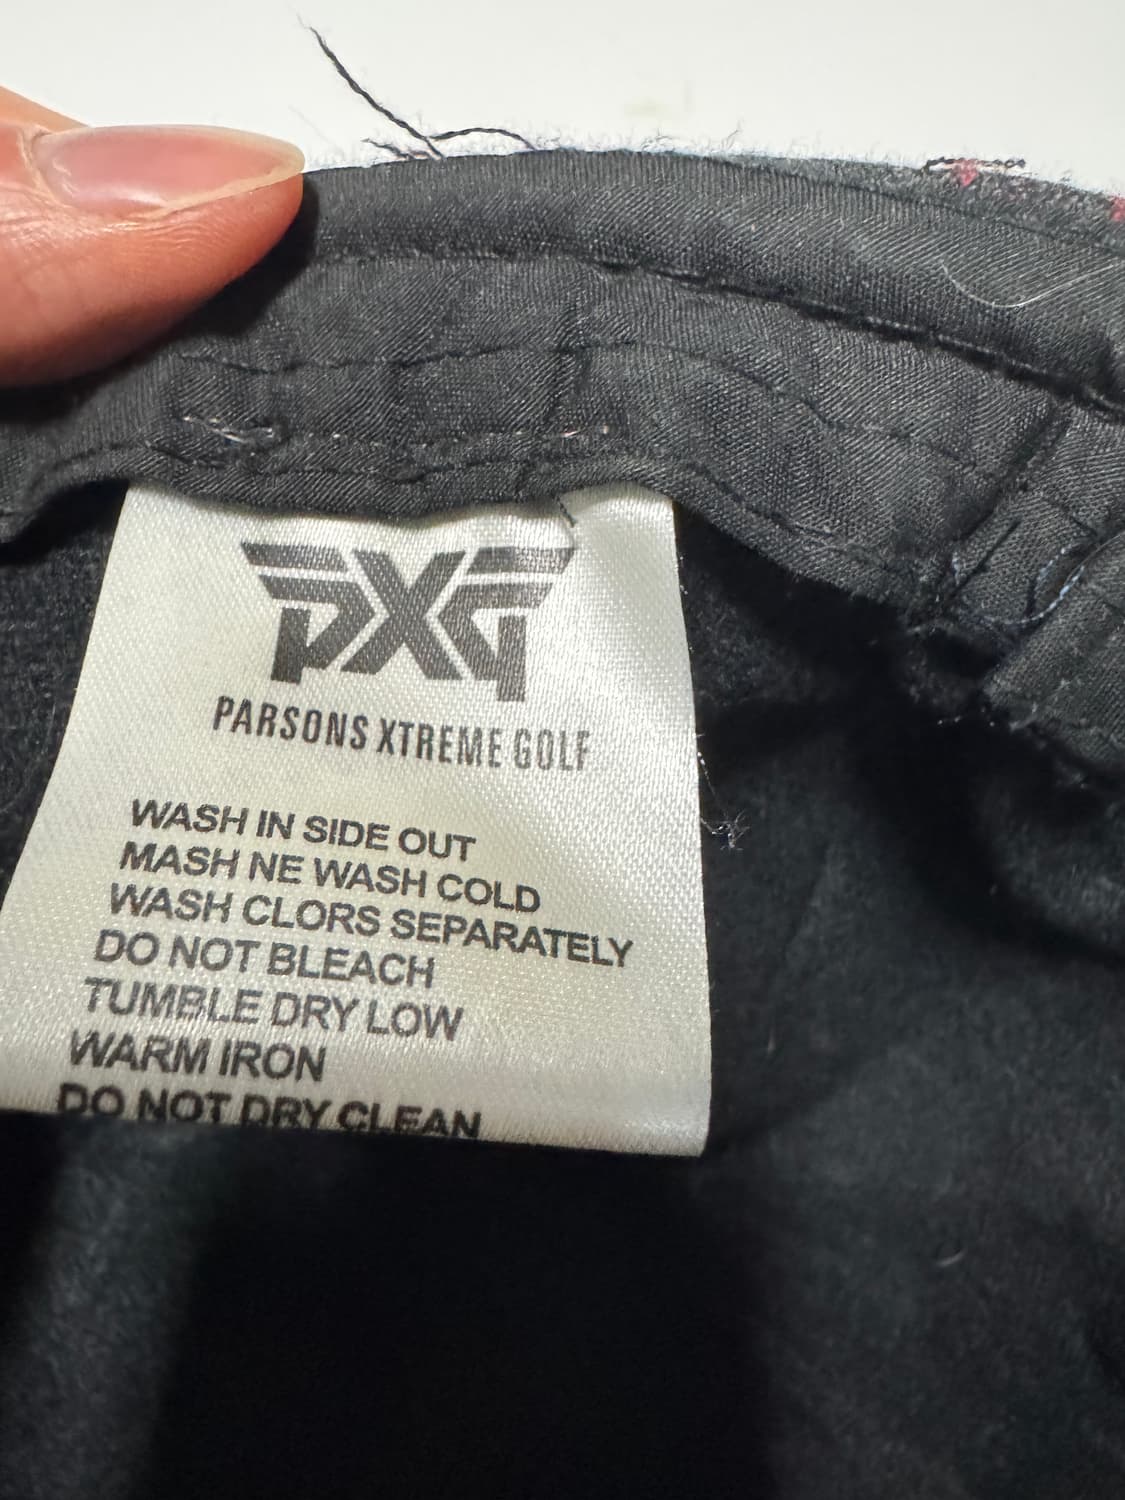 PXG
PARSONS XTREME GOLF
WASH IN SIDE OUT
MASH NE WASH COLD
WASH CLORS SEPARATELY
DO NOT BLEACH
TUMBLE DRY LOW
WARM IRON
DO NOT DRY CLEAN